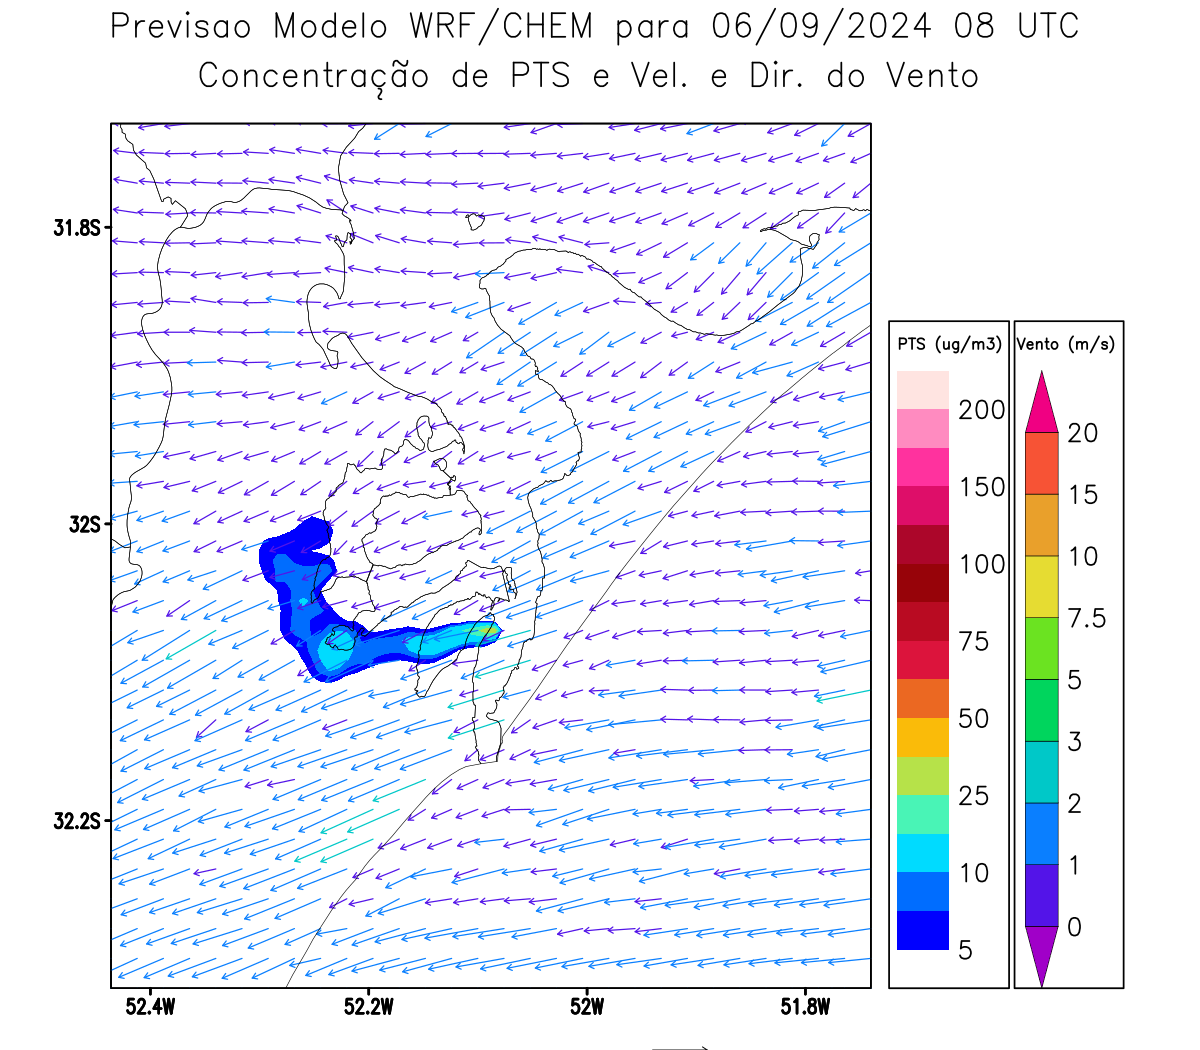 Previsao Modelo WRF/CHEM para 06/09/2024 08 UTC
Concentração de PTS e Vel. e Dir. do Vento
31.8S
32S
32.2S
52.4W
52.2W
52W
51.8W
PTS (ug/m3)
200
150
100
75
50
25
10
5
Vento (m/s)
20
15
10
7.5
5
3
2
1
0